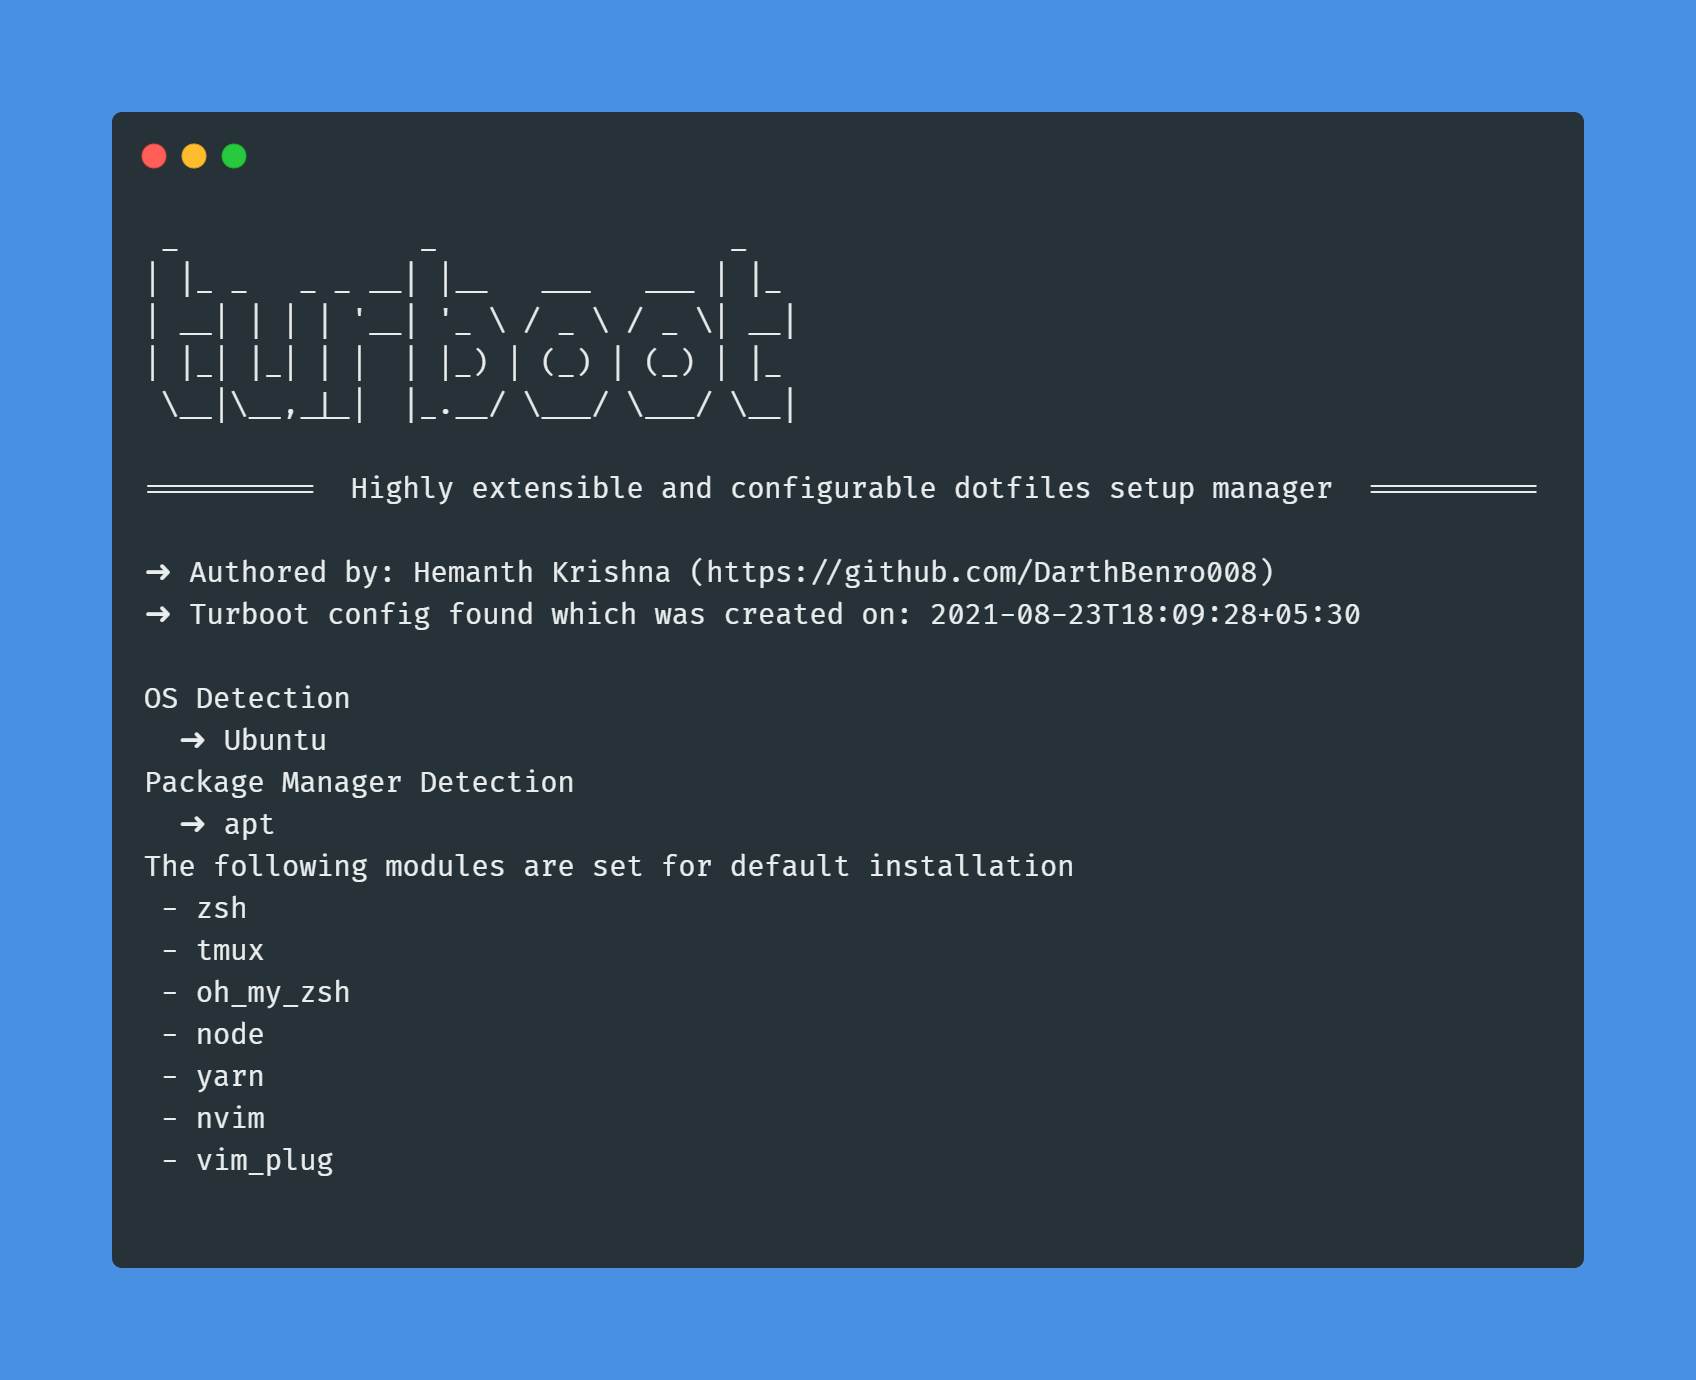 _              _                 _
| |_ _   _ _ __| |__   ___   ___ | |_
| __| | | | '__| '_ \ / _ \ / _ \| __|
| |_| |_| | |  | |_) | (_) | (_) | |_
 \__|\__,_|_|  |_.__/ \___/ \___/ \__|
========== Highly extensible and configurable dotfiles setup manager ==========
➜ Authored by: Hemanth Krishna (https://github.com/DarthBenro008)
➜ Turboot config found which was created on: 2021-08-23T18:09:28+05:30
OS Detection
➜ Ubuntu
Package Manager Detection
➜ apt
The following modules are set for default installation
- zsh
- tmux
- oh_my_zsh
- node
- yarn
- nvim
- vim_plug